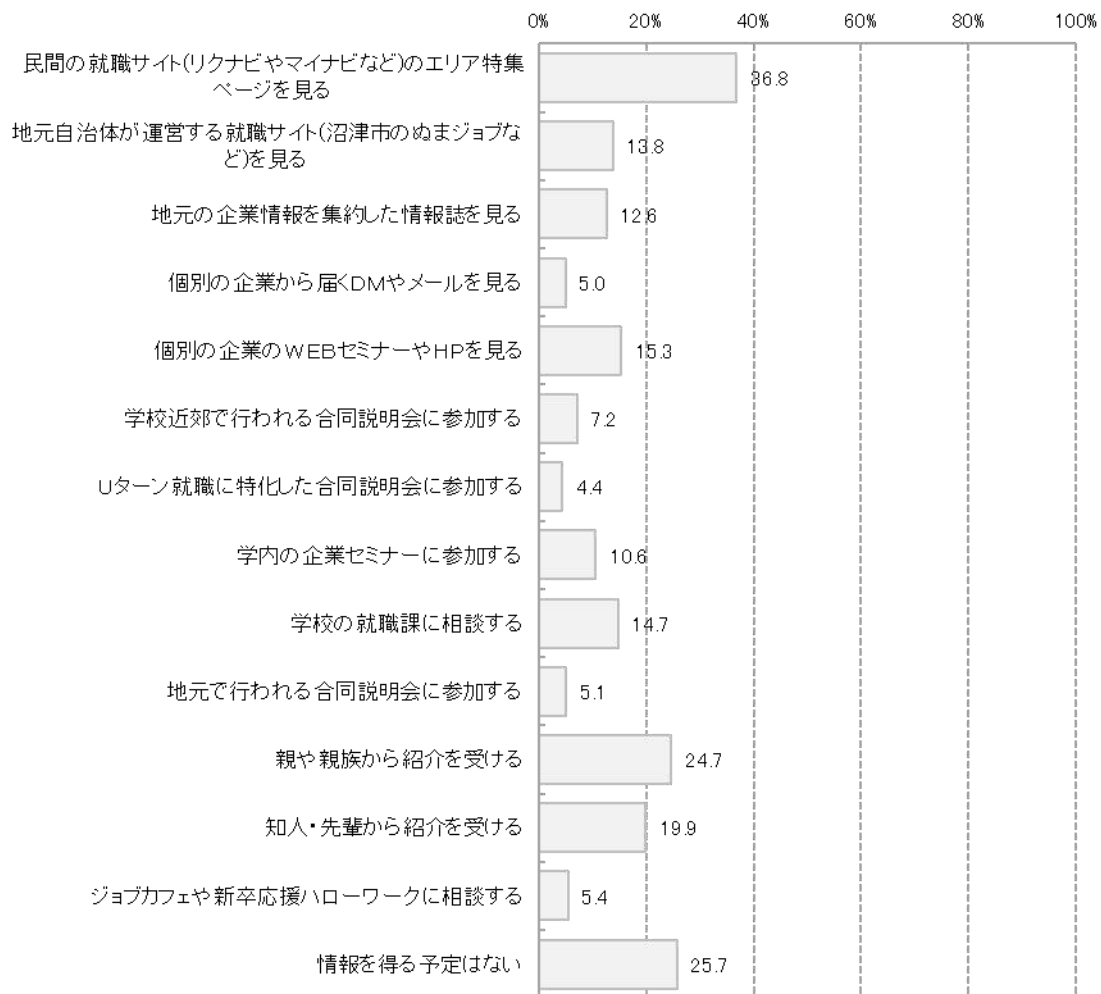 0% 20% 40% 60% 80% 100%
民間の就職サイト(リクナビやマイナビなど)のエリア特集
ページを見る
36.8
地元自治体が運営する就職サイト(沼津市のぬまジョブな
ど)を見る
13.8
地元の企業情報を集約した情報誌を見る
12.6
個別の企業から届くDMやメールを見る
5.0
個別の企業のWEBセミナーやHPを見る
15.3
学校近郊で行われる合同説明会に参加する
7.2
Uターン就職に特化した合同説明会に参加する
4.4
学内の企業セミナーに参加する
10.6
学校の就職課に相談する
14.7
地元で行われる合同説明会に参加する
5.1
親や親族から紹介を受ける
24.7
知人・先輩から紹介を受ける
19.9
ジョブカフェや新卒応援ハローワークに相談する
5.4
情報を得る予定はない
25.7